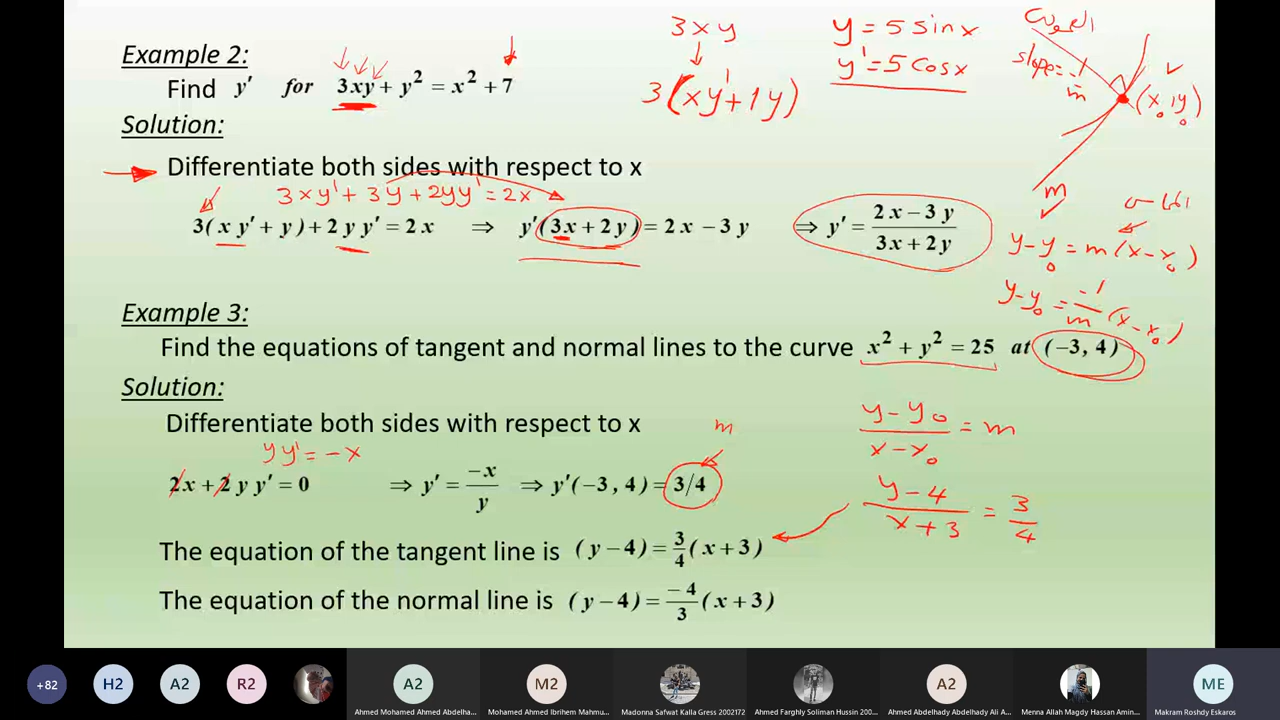 Example 2:
Find y′ for 3xy + y² = x² + 7
Solution:
Differentiate both sides with respect to x
3xy' + 3y + 2yy' = 2x
3(x y′ + y) + 2 y y′ = 2x ⇒ y′(3x + 2y) = 2x − 3y ⇒ y′ = (2x − 3y)/(3x + 2y)
3xy
3(xy' + 1y)
y = 5 sin x
y' = 5 cos x
slope = -1/m
(x₀, y₀)
m
y - y₀ = m(x - x₀)
y - y₀ = -1/m (x - x₀)
Example 3:
Find the equations of tangent and normal lines to the curve x² + y² = 25 at (−3, 4)
Solution:
Differentiate both sides with respect to x
yy' = -x
m
2x + 2 y y′ = 0 ⇒ y′ = −x/y ⇒ y′(−3, 4) = 3/4
The equation of the tangent line is (y − 4) = 3/4 (x + 3)
The equation of the normal line is (y − 4) = −4/3 (x + 3)
(y - y₀)/(x - x₀) = m
(y - 4)/(x + 3) = 3/4
+82
H2
A2
R2
A2
M2
A2
ME
Ahmed Mohamed Ahmed Abdelha...
Mohamed Ahmed Ibrihem Mahmu...
Madonna Safwat Kalla Gress 2002172
Ahmed Farghly Soliman Hussin 200...
Ahmed Abdelhady Abdelhady Ali A...
Menna Allah Magdy Hassan Amin...
Makram Roshdy Eskaros